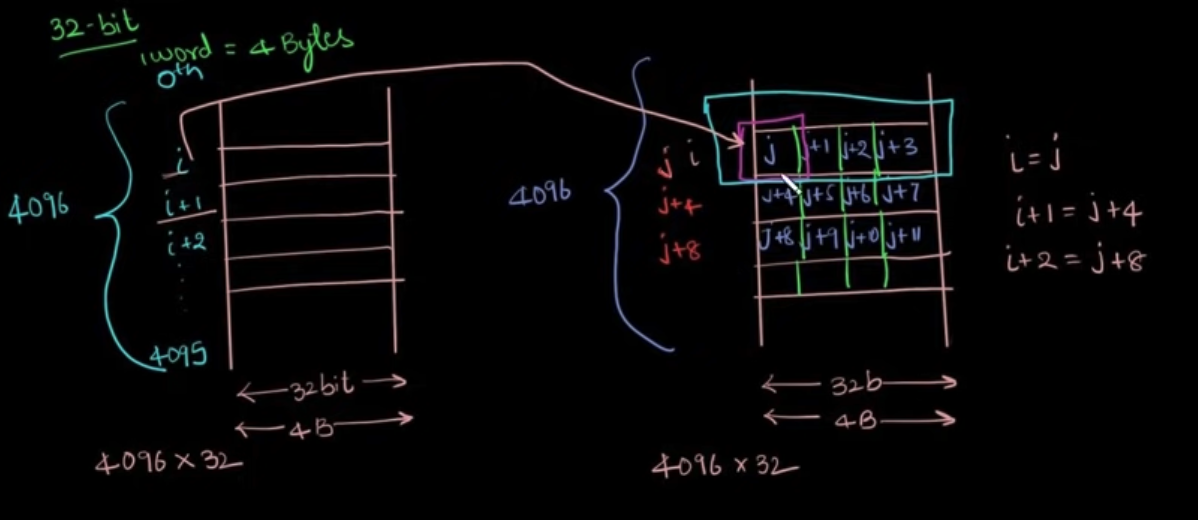 32-bit
1word = 4 Bytes
0th
i
i+1
i+2
4096
4095
32bit
4B
4096 × 32
4096
j i
j+4
j+8
j j+1 j+2 j+3
j+4 j+5 j+6 j+7
j+8 j+9 j+10 j+11
32b
4B
4096 × 32
i = j
i+1 = j+4
i+2 = j+8